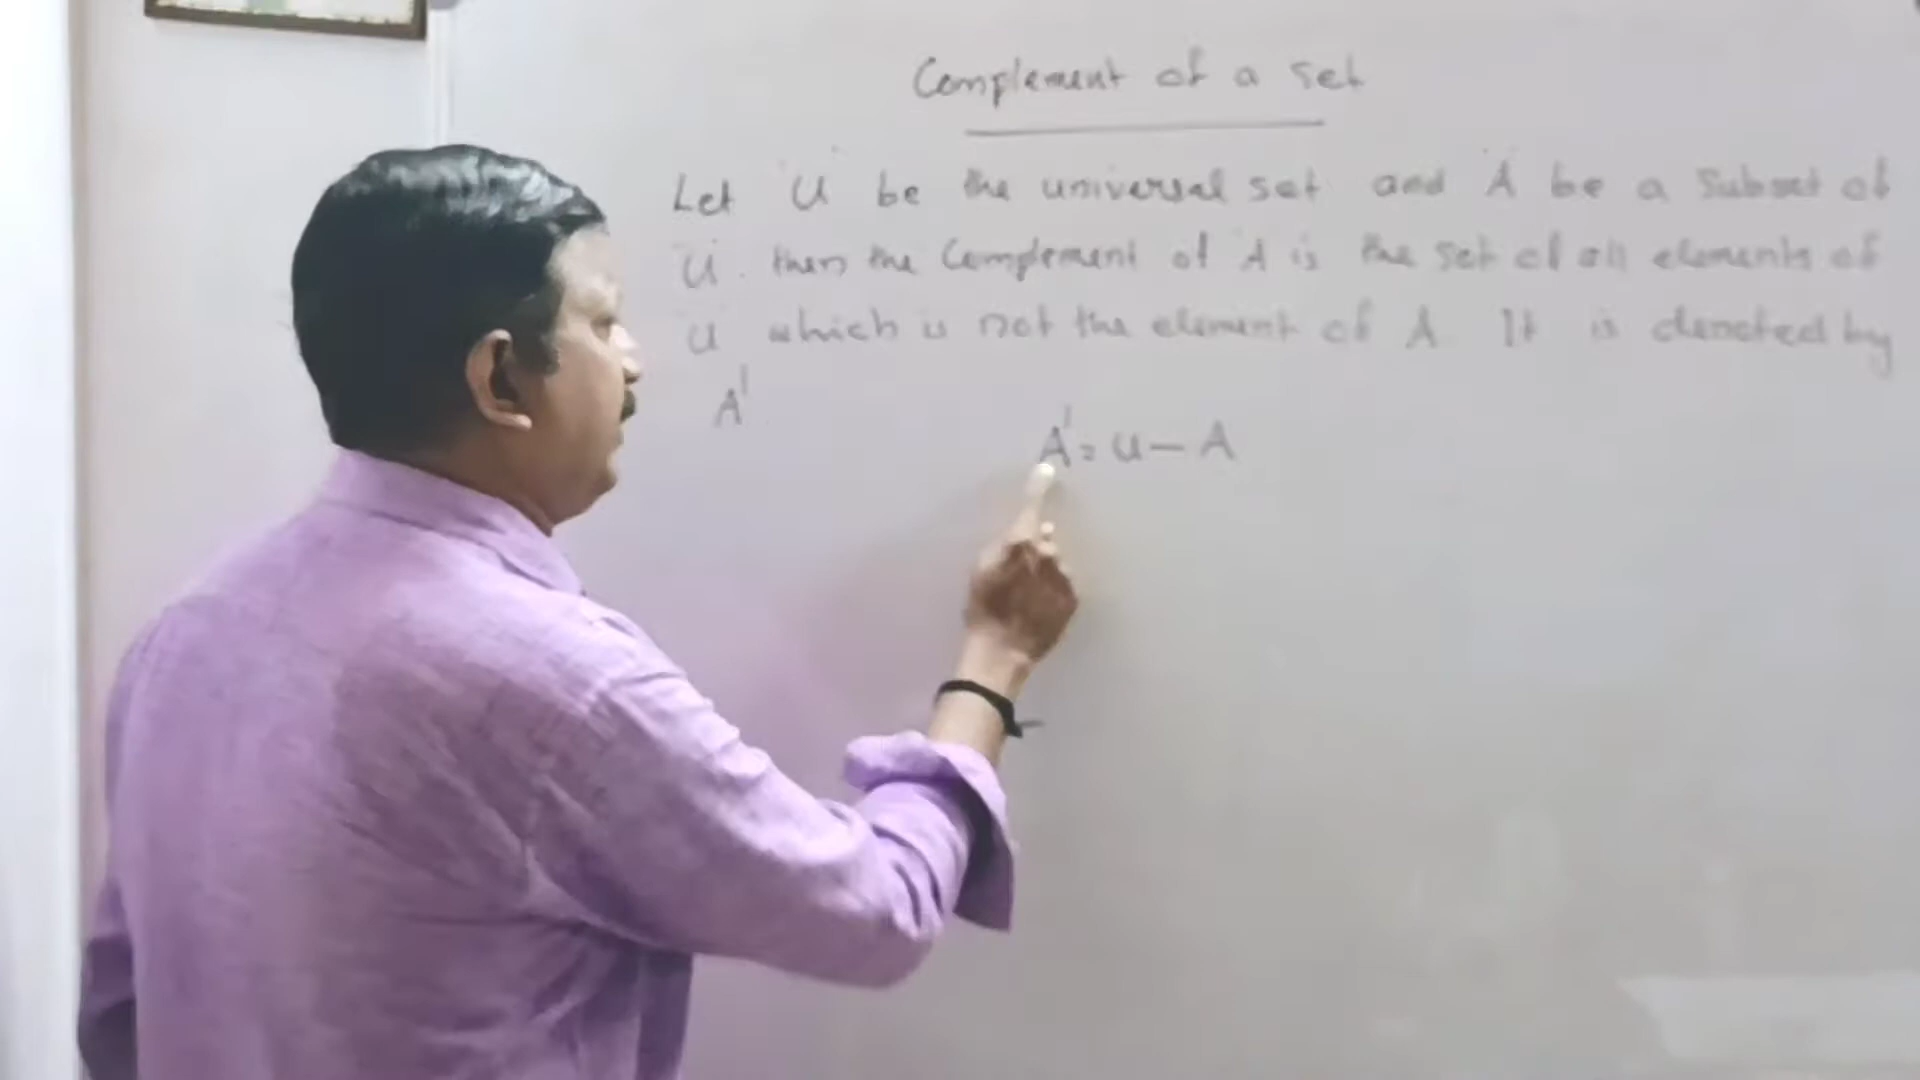 Complement of a set
Let U be the universal set and A be a subset of
U. then the Complement of A is the set of all elements of
U which is not the element of A. It is denoted by
A'
A' = U - A